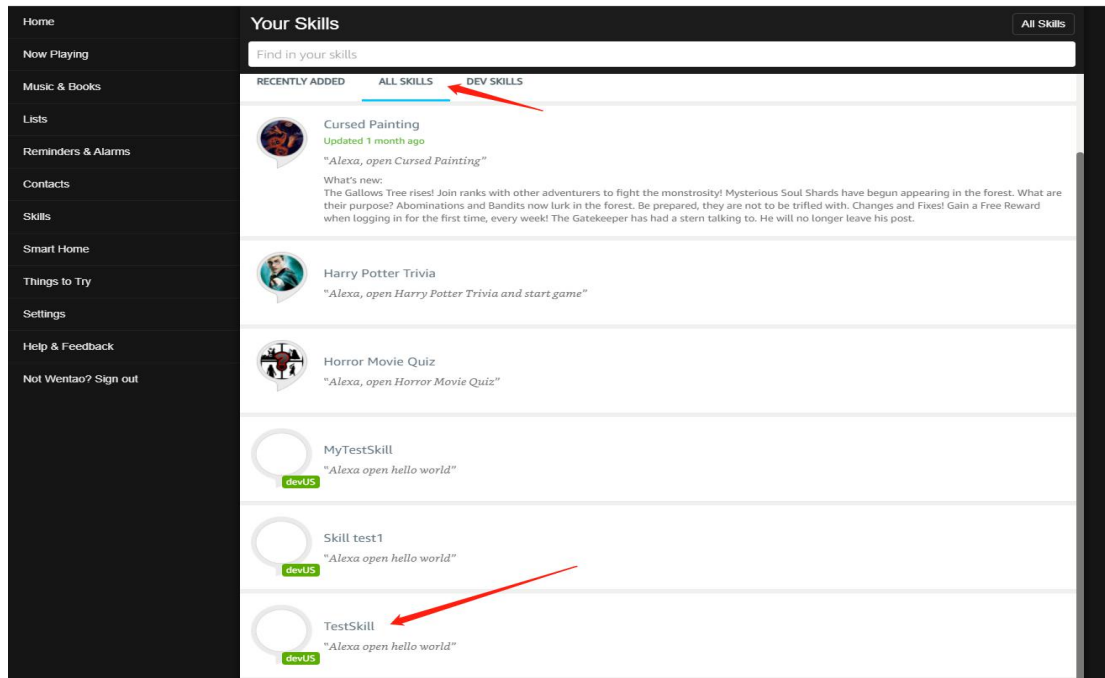 Home
Now Playing
Music & Books
Lists
Reminders & Alarms
Contacts
Skills
Smart Home
Things to Try
Settings
Help & Feedback
Not Wentao? Sign out
Your Skills
All Skills
Find in your skills
RECENTLY ADDED ALL SKILLS DEV SKILLS
Cursed Painting
Updated 1 month ago
"Alexa, open Cursed Painting"
What's new:
The Gallows Tree rises! Join ranks with other adventurers to fight the monstrosity! Mysterious Soul Shards have begun appearing in the forest. What are
their purpose? Abominations and Bandits now lurk in the forest. Be prepared, they are not to be trifled with. Changes and Fixes! Gain a Free Reward
when logging in for the first time, every week! The Gatekeeper has had a stern talking to. He will no longer leave his post.
Harry Potter Trivia
"Alexa, open Harry Potter Trivia and start game"
Horror Movie Quiz
"Alexa, open Horror Movie Quiz"
MyTestSkill
"Alexa open hello world"
devUS
Skill test1
"Alexa open hello world"
devUS
TestSkill
"Alexa open hello world"
devUS